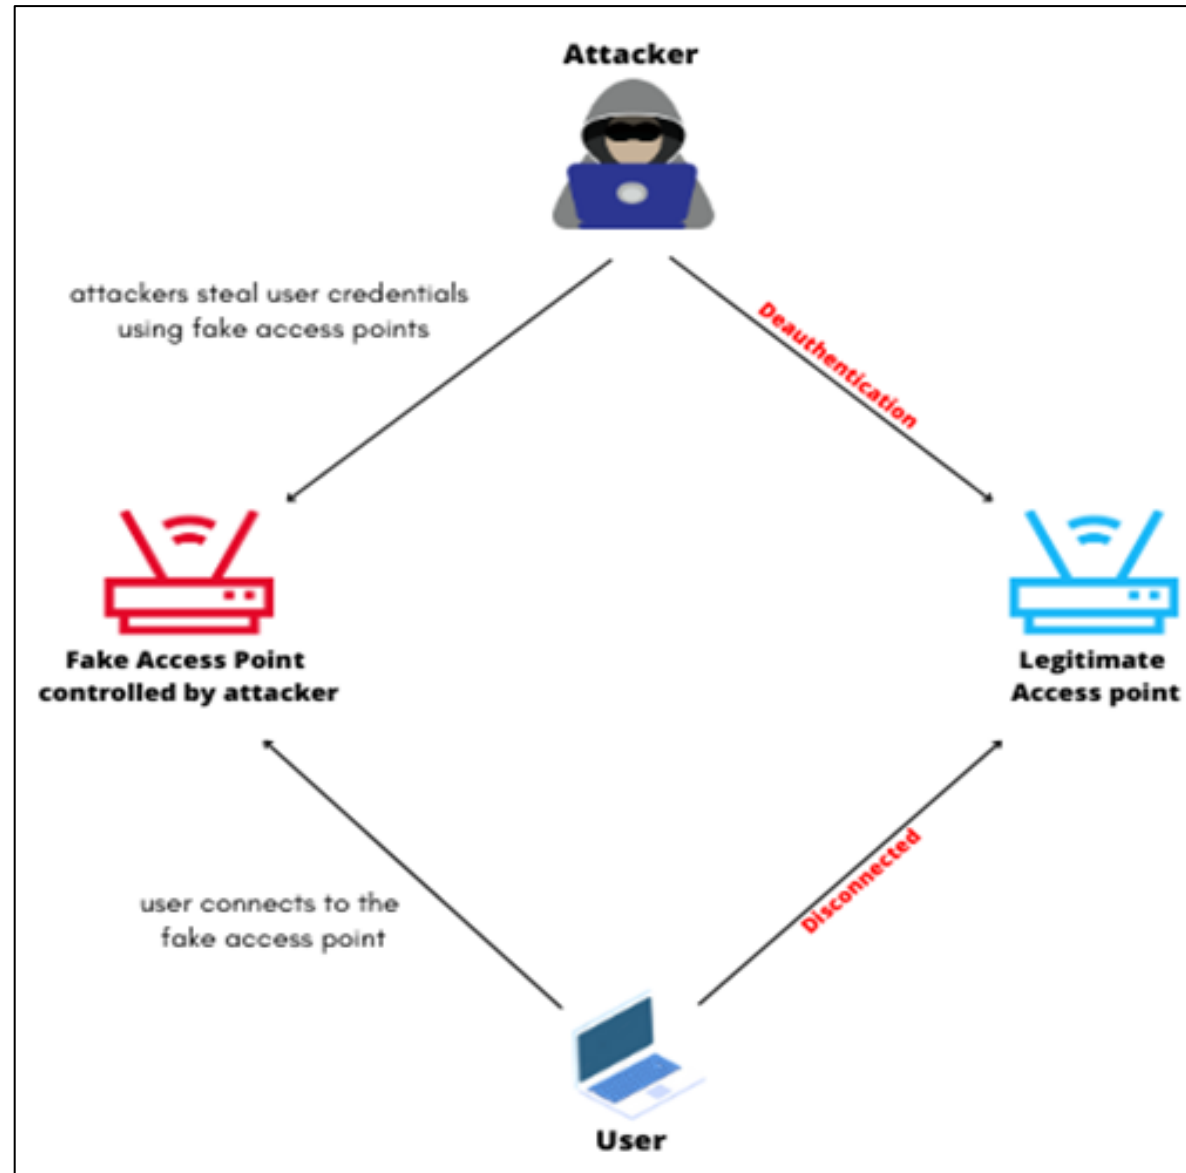 Attacker
attackers steal user credentials
using fake access points
Deauthentication
Fake Access Point
controlled by attacker
Legitimate
Access point
user connects to the
fake access point
Disconnected
User